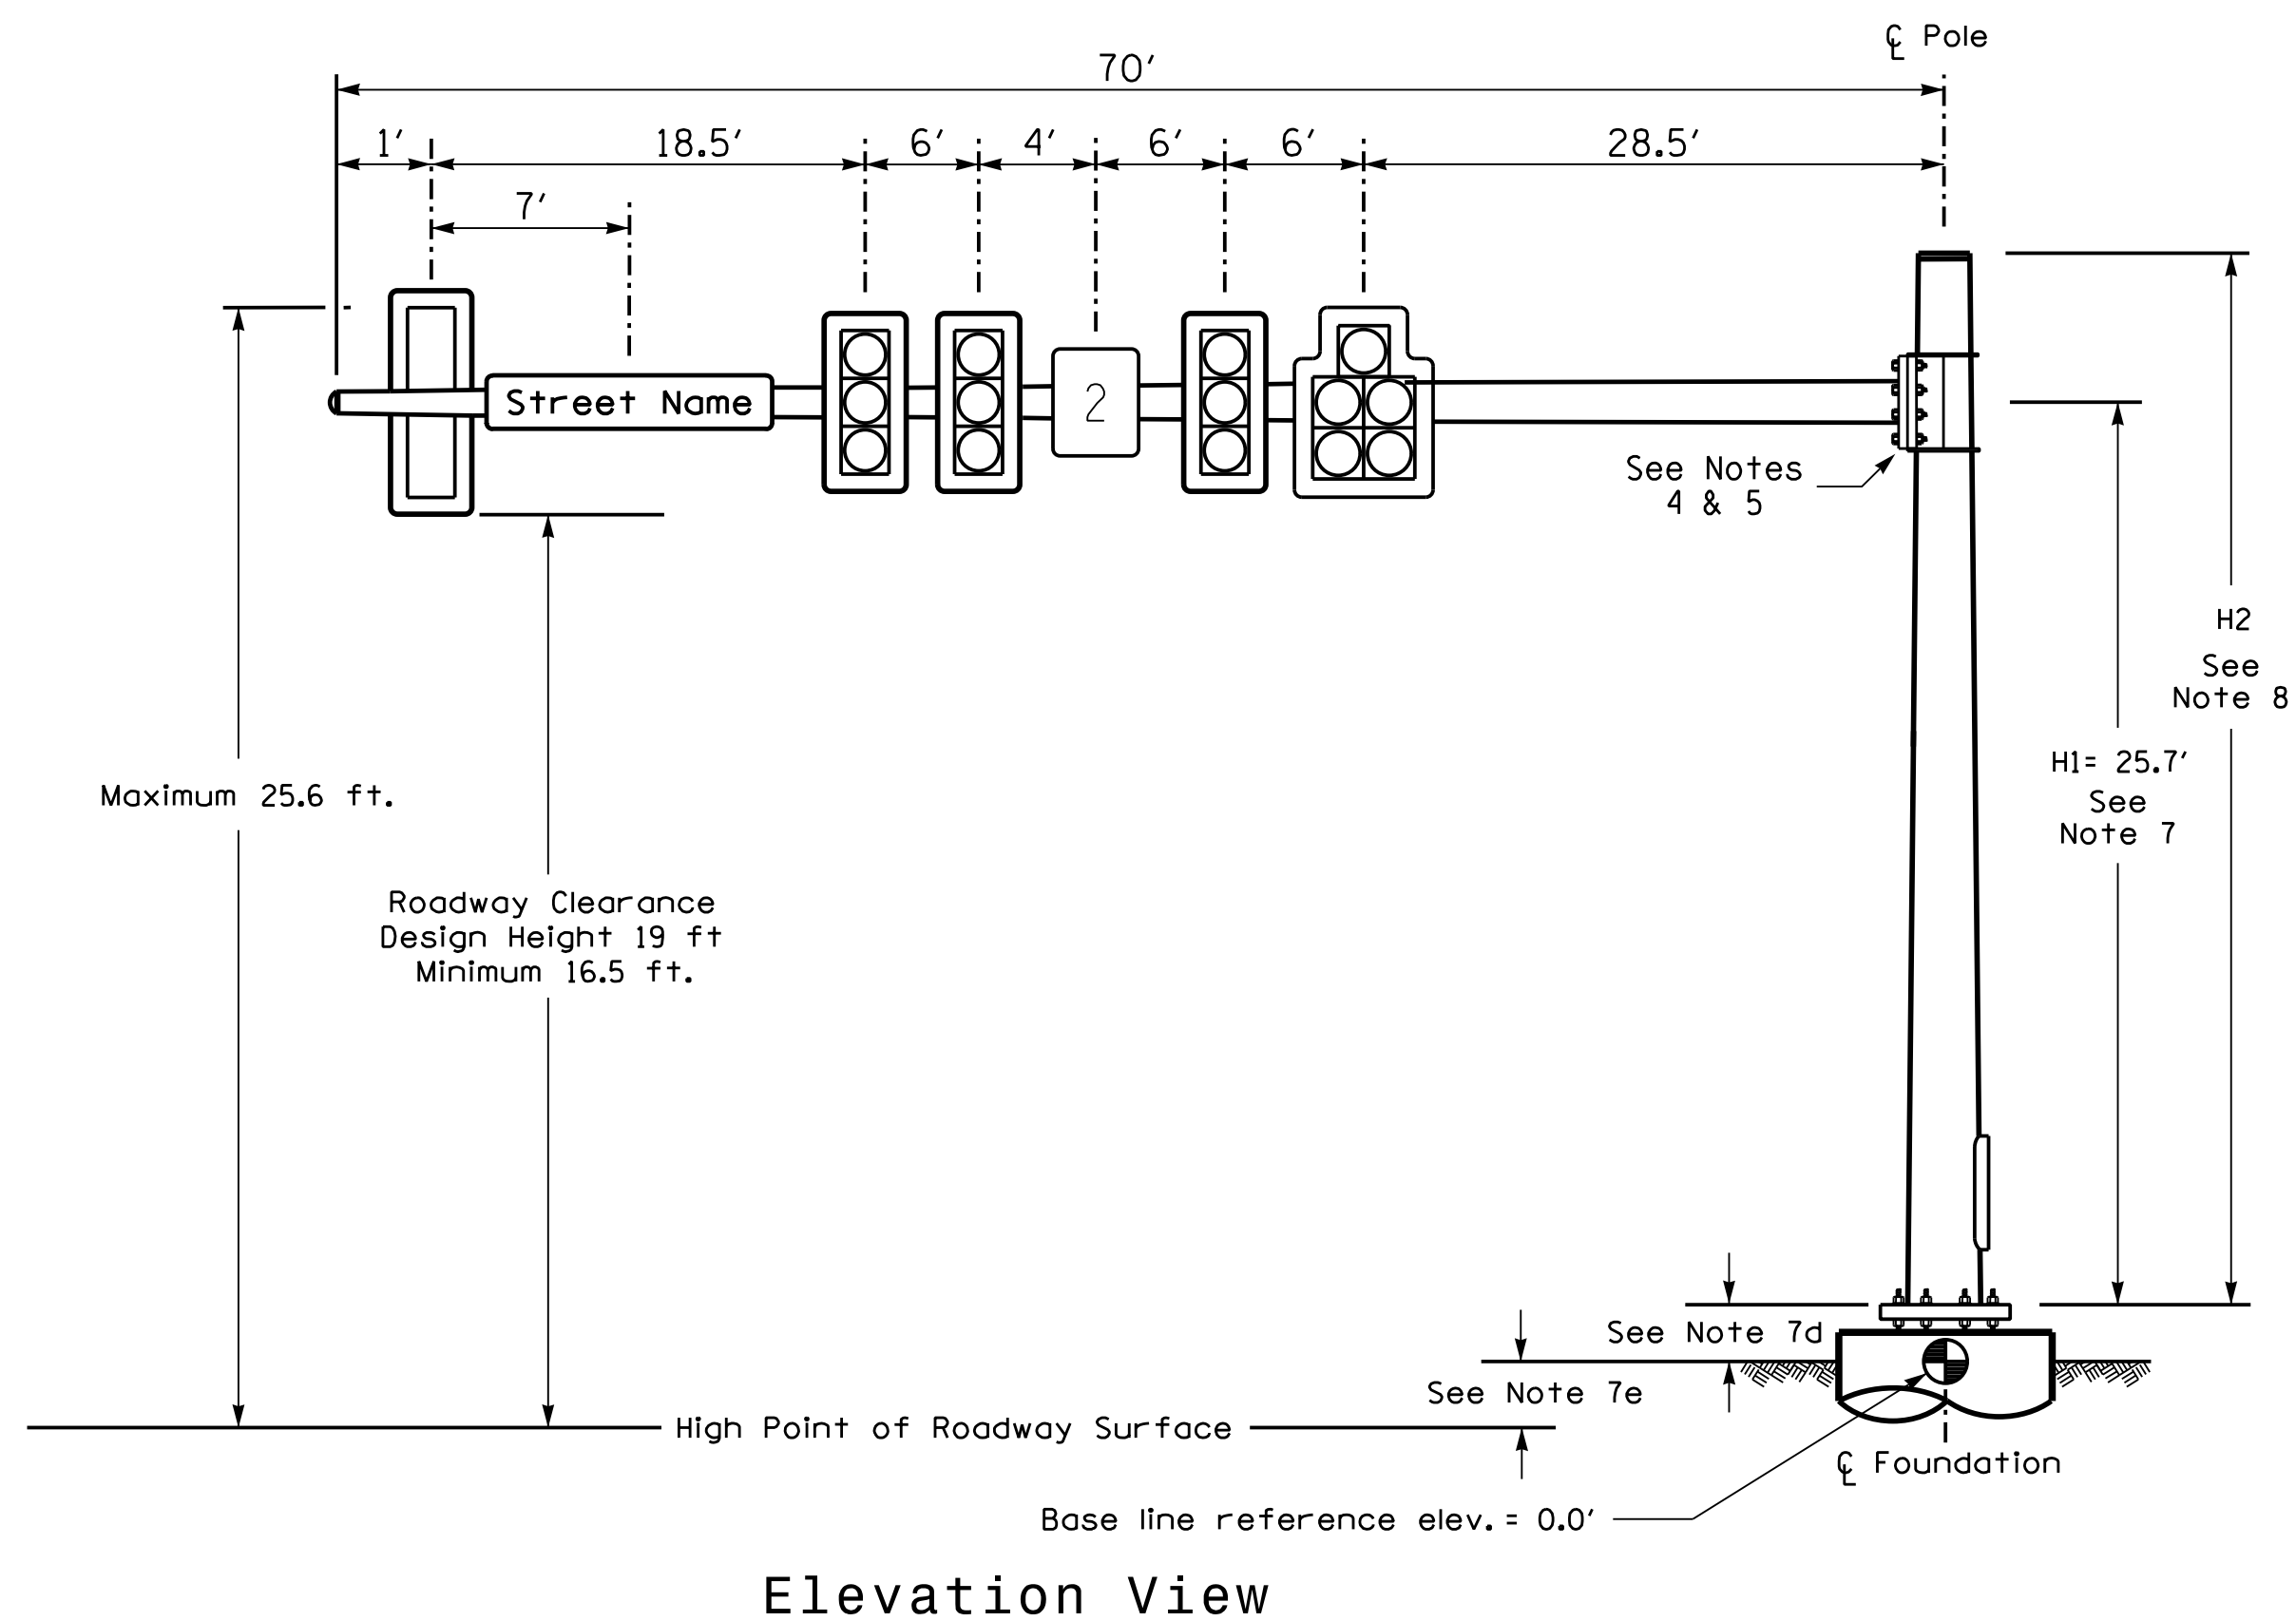 ℄ Pole
70'
1' 18.5' 6' 4' 6' 6' 28.5'
7'
Street Name
2
See Notes
4 & 5
H2
See
Note 8
H1= 25.7'
See
Note 7
Maximum 25.6 ft.
Roadway Clearance
Design Height 19 ft
Minimum 16.5 ft.
See Note 7d
See Note 7e
High Point of Roadway Surface
℄ Foundation
Base line reference elev. = 0.0'
Elevation View